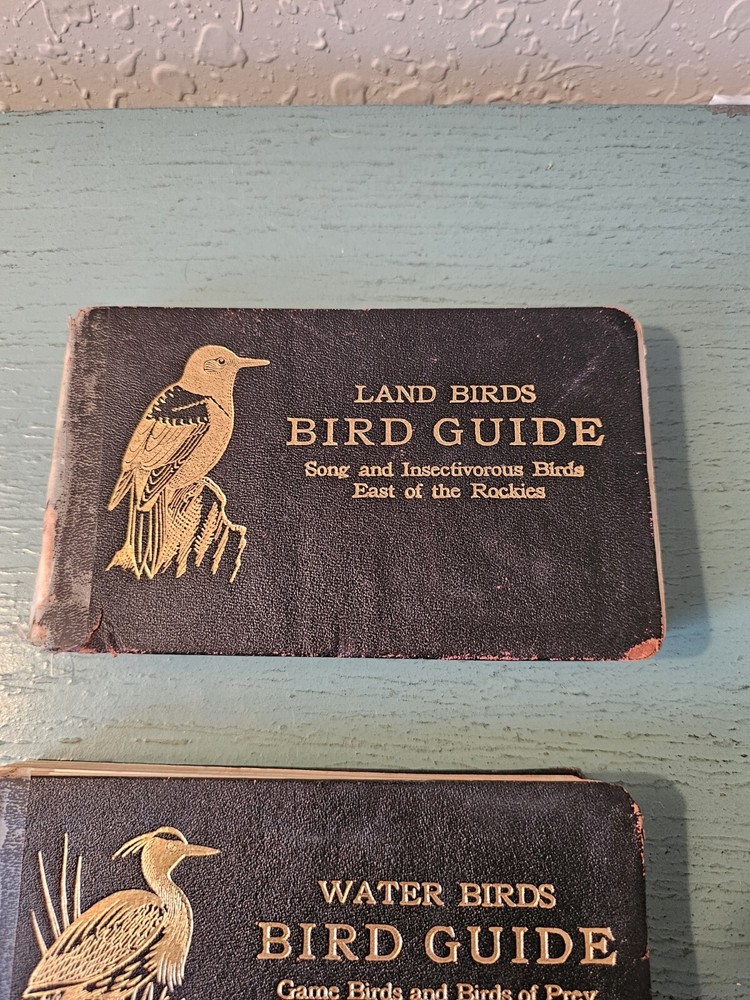 LAND BIRDS
BIRD GUIDE
Song and Insectivorous Birds
East of the Rockies
WATER BIRDS
BIRD GUIDE
Game Birds and Birds of Prey